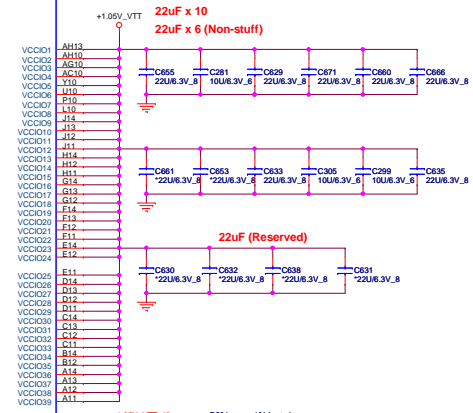 22uF x 10
+1.05V_VTT
22uF x 6 (Non-stuff)
VCCIO1 AH13
VCCIO2 AH10
VCCIO3 AG10
VCCIO4 AC10
VCCIO5 Y10
VCCIO6 U10
VCCIO7 P10
VCCIO8 L10
VCCIO9 J14
VCCIO10 J13
VCCIO11 J12
VCCIO12 J11
VCCIO13 H14
VCCIO14 H12
VCCIO15 H11
VCCIO16 G14
VCCIO17 G13
VCCIO18 G12
VCCIO19 F14
VCCIO20 F13
VCCIO21 F12
VCCIO22 F11
VCCIO23 E14
VCCIO24 E12
VCCIO25 E11
VCCIO26 D14
VCCIO27 D13
VCCIO28 D12
VCCIO29 D11
VCCIO30 C14
VCCIO31 C13
VCCIO32 C12
VCCIO33 C11
VCCIO34 B14
VCCIO35 B12
VCCIO36 A14
VCCIO37 A13
VCCIO38 A12
VCCIO39 A11
C655 C281 C629 C671 C660 C666
22U/6.3V_8 10U/6.3V_6 22U/6.3V_8 22U/6.3V_8 22U/6.3V_8 22U/6.3V_8
C661 C653 C633 C305 C299 C635
*22U/6.3V_8 *22U/6.3V_8 *22U/6.3V_8 10U/6.3V_6 10U/6.3V_6 22U/6.3V_8
22uF (Reserved)
C630 C632 C638 C631
*22U/6.3V_8 *22U/6.3V_8 *22U/6.3V_8 *22U/6.3V_8